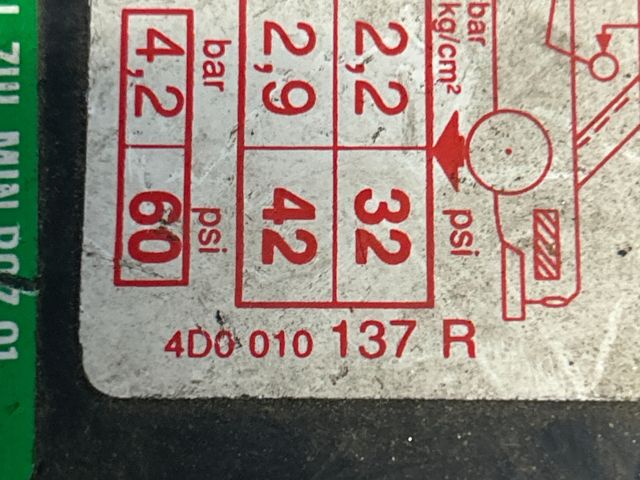 bar psi
kg/cm²
2,2 32
2,9 42
bar psi
4,2 60
4D0 010 137 R